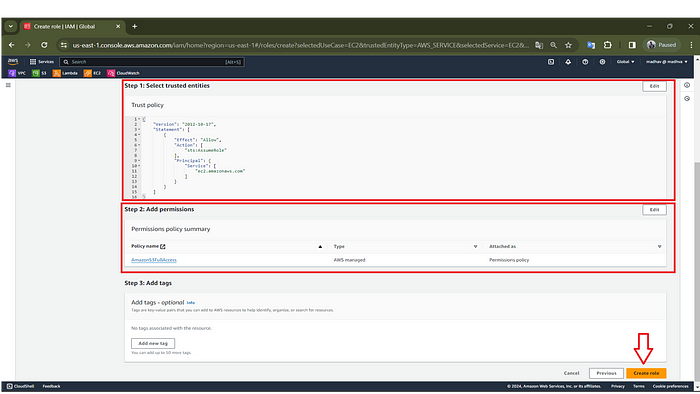 Create role | IAM | Global
us-east-1.console.aws.amazon.com/iam/home?region=us-east-1#/roles/create?selectedUseCase=EC2&trustedEntityType=AWS_SERVICE&selectedService=EC2&...
Paused
aws
Services
Search
[Alt+S]
Global
madhav @ madhva
VPC
S3
Lambda
EC2
CloudWatch
Step 1: Select trusted entities
Edit
Trust policy
1 {
2 "Version": "2012-10-17",
3 "Statement": [
4 {
5 "Effect": "Allow",
6 "Action": [
7 "sts:AssumeRole"
8 ],
9 "Principal": {
10 "Service": [
11 "ec2.amazonaws.com"
12 ]
13 }
14 }
15 ]
16 }
Step 2: Add permissions
Edit
Permissions policy summary
Policy name
Type
Attached as
AmazonS3FullAccess
AWS managed
Permissions policy
Step 3: Add tags
Add tags - optional Info
Tags are key-value pairs that you can add to AWS resources to help identify, organize, or search for resources.
No tags associated with the resource.
Add new tag
You can add up to 50 more tags.
Cancel
Previous
Create role
CloudShell
Feedback
© 2024, Amazon Web Services, Inc. or its affiliates.
Privacy
Terms
Cookie preferences